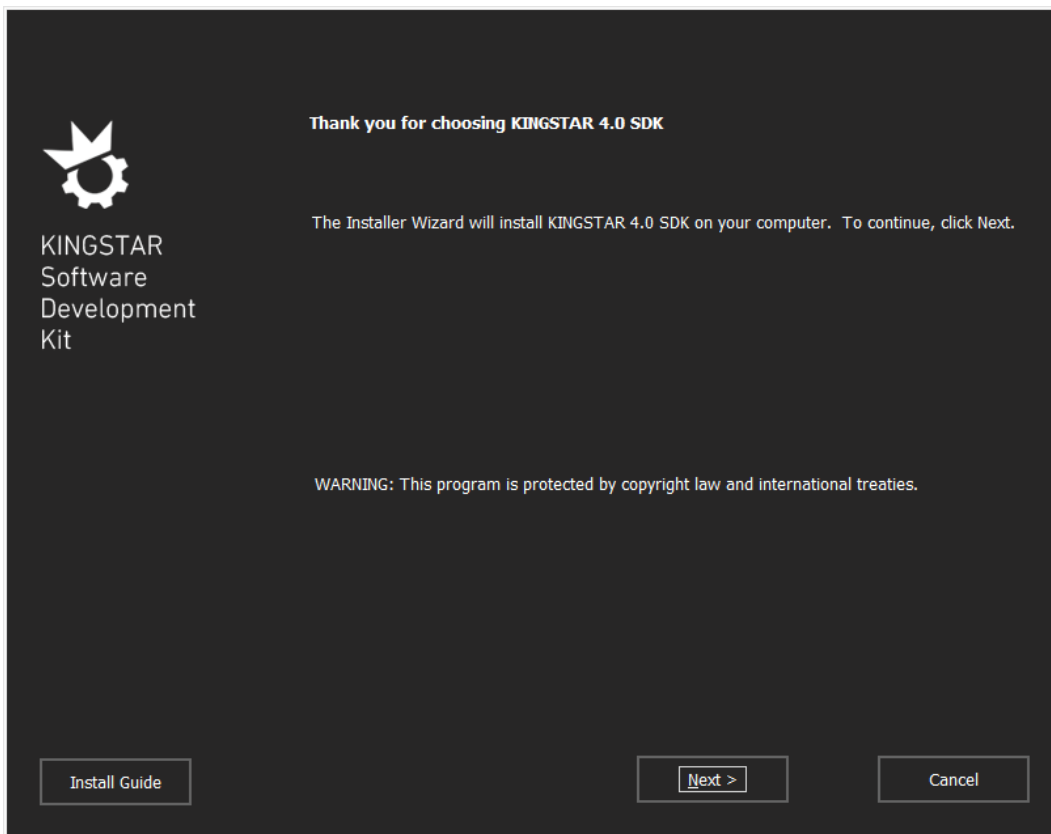 Thank you for choosing KINGSTAR 4.0 SDK
The Installer Wizard will install KINGSTAR 4.0 SDK on your computer.  To continue, click Next.
KINGSTAR
Software
Development
Kit
WARNING: This program is protected by copyright law and international treaties.
Install Guide
Next >
Cancel